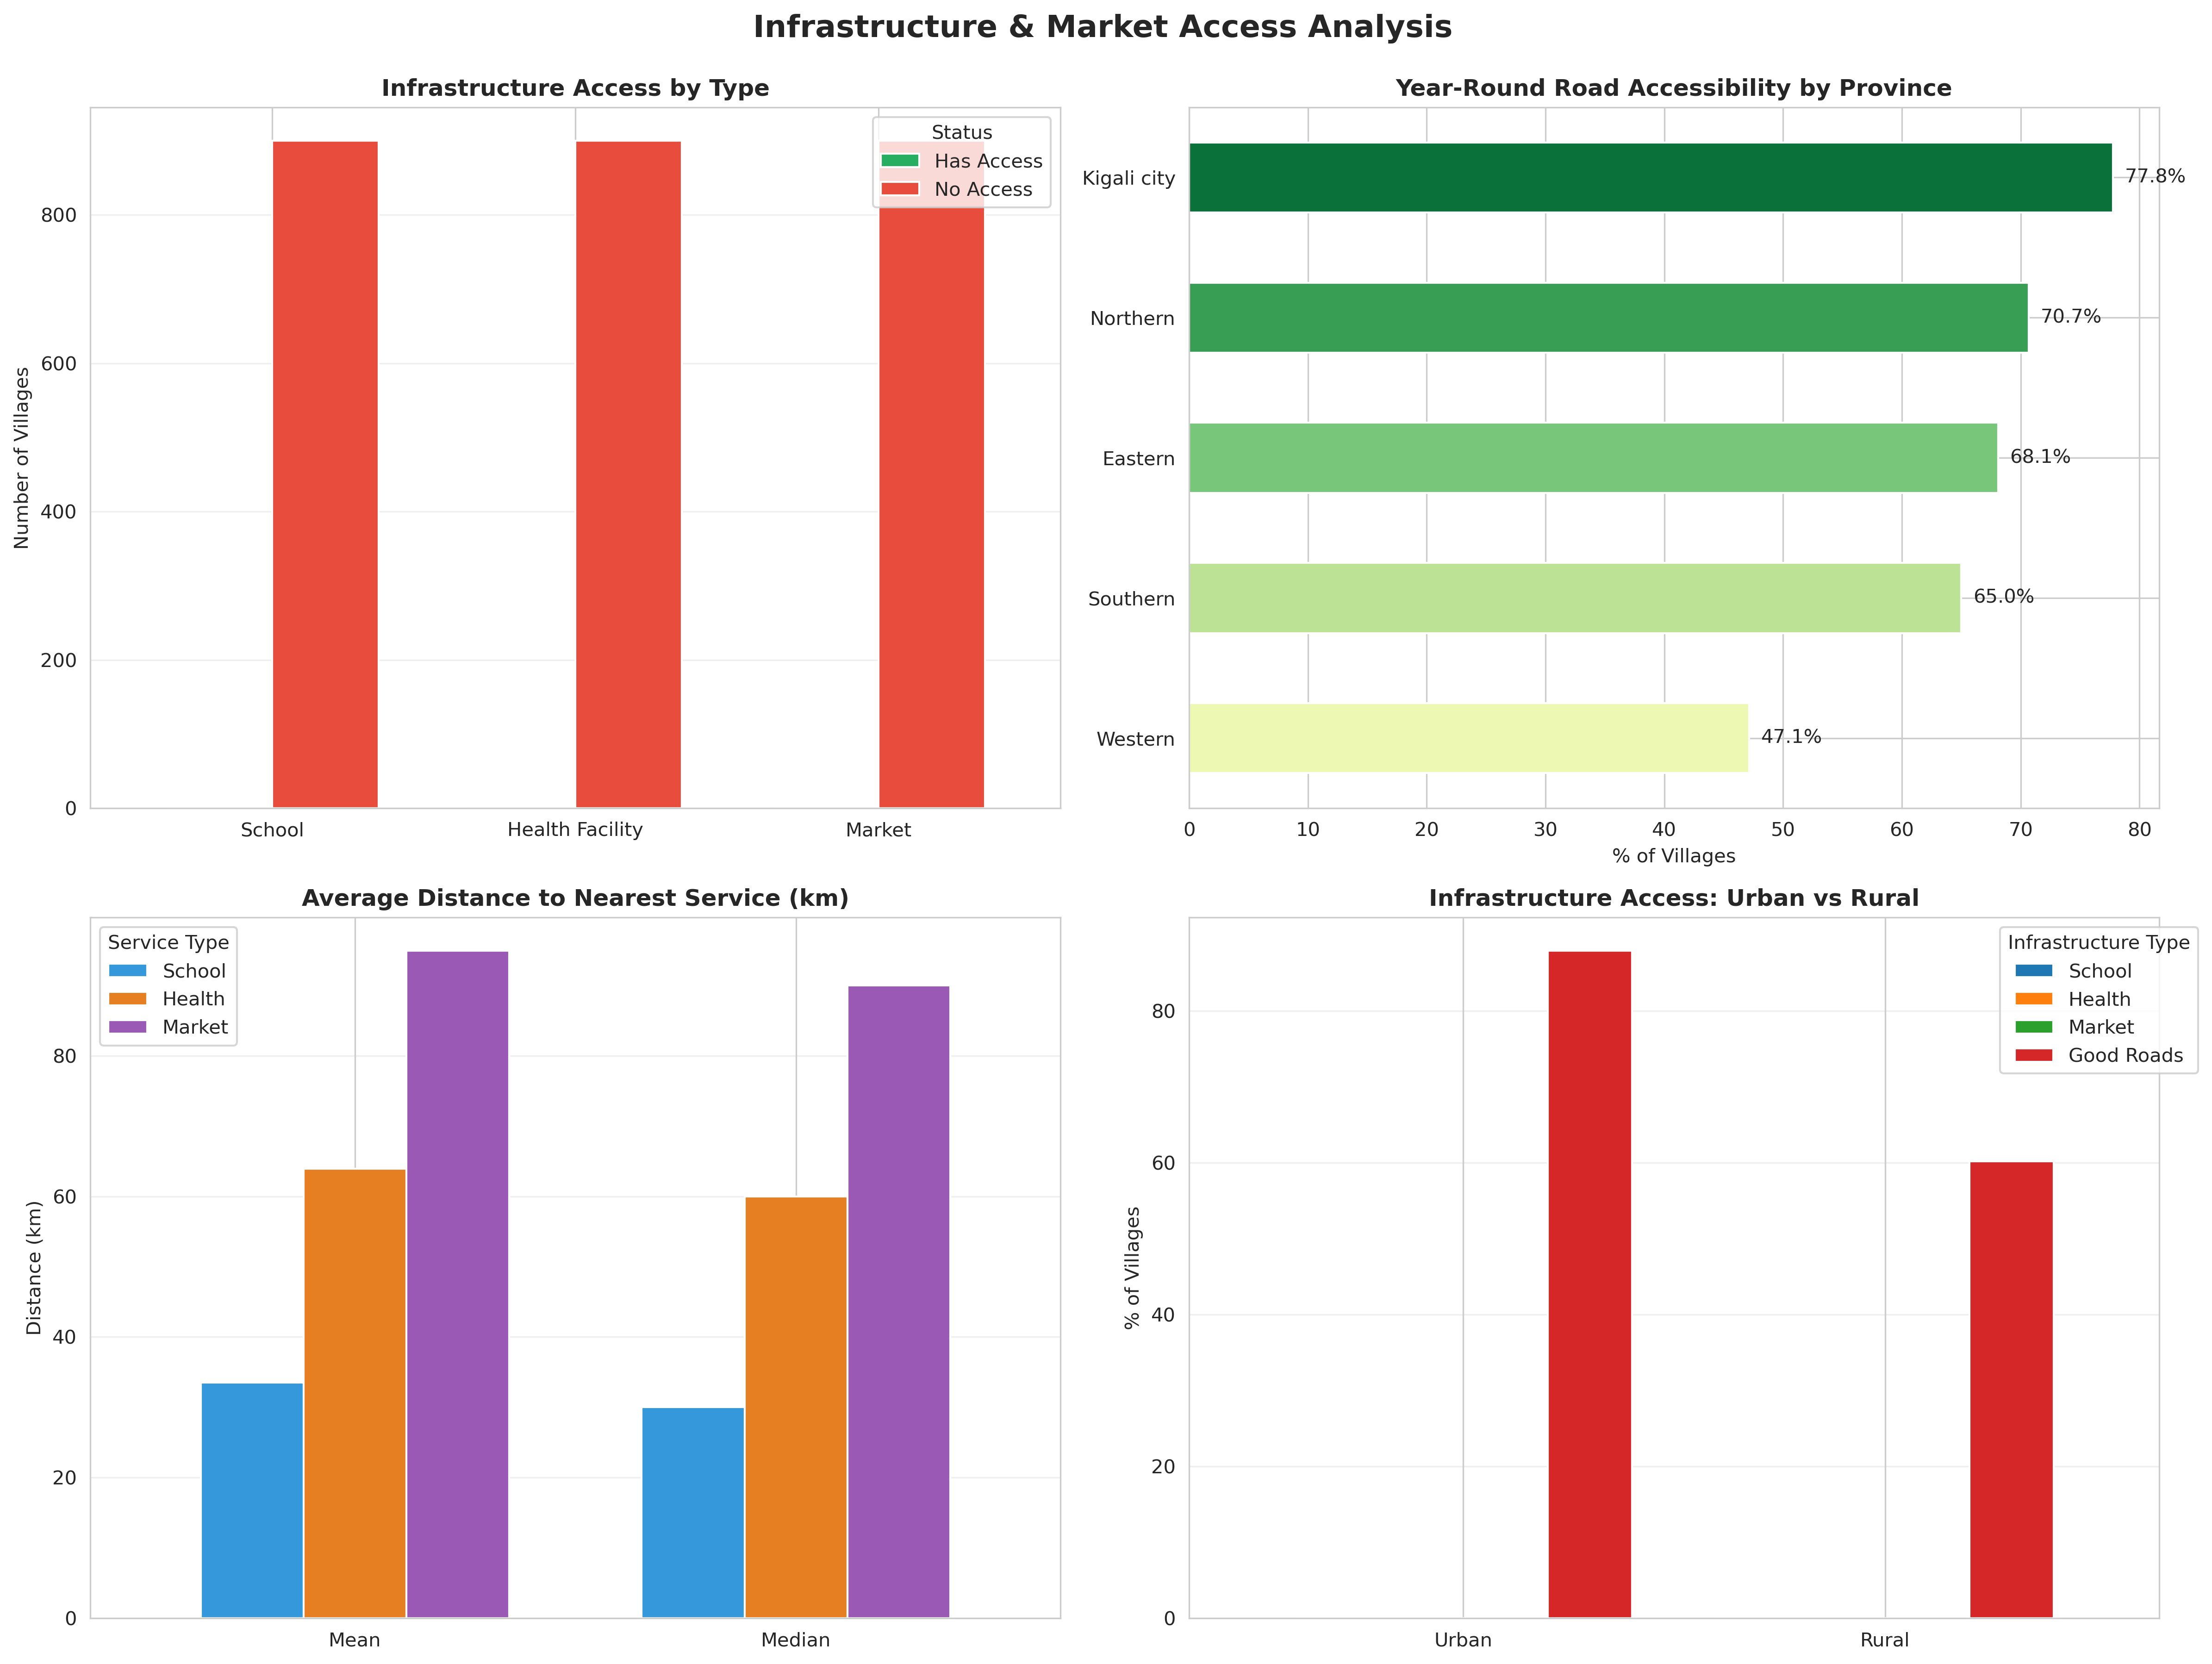 Infrastructure & Market Access Analysis
Infrastructure Access by Type
Number of Villages
800
600
400
200
0
School
Health Facility
Market
Status
Has Access
No Access
Year-Round Road Accessibility by Province
Kigali city
77.8%
Northern
70.7%
Eastern
68.1%
Southern
65.0%
Western
47.1%
0 10 20 30 40 50 60 70 80
% of Villages
Average Distance to Nearest Service (km)
Service Type
School
Health
Market
Distance (km)
80
60
40
20
0
Mean
Median
Infrastructure Access: Urban vs Rural
Infrastructure Type
School
Health
Market
Good Roads
% of Villages
80
60
40
20
0
Urban
Rural